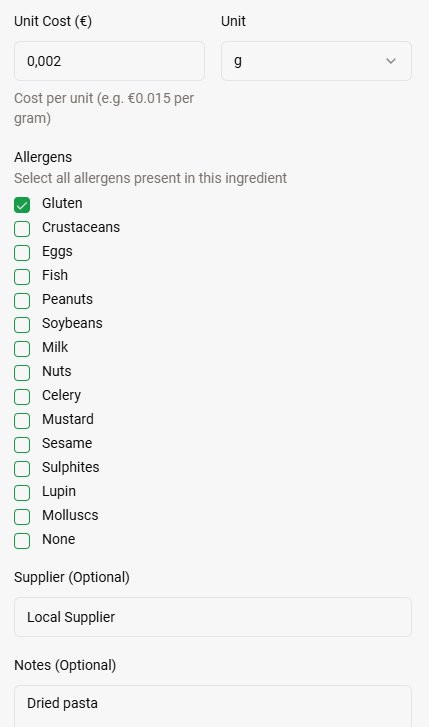 Unit Cost (€)
Unit
0,002
g
Cost per unit (e.g. €0.015 per
gram)
Allergens
Select all allergens present in this ingredient
Gluten
Crustaceans
Eggs
Fish
Peanuts
Soybeans
Milk
Nuts
Celery
Mustard
Sesame
Sulphites
Lupin
Molluscs
None
Supplier (Optional)
Local Supplier
Notes (Optional)
Dried pasta